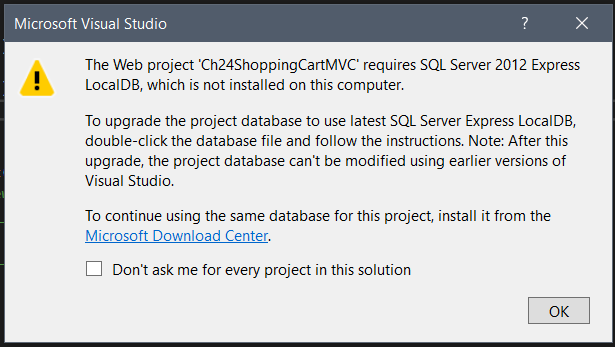 Microsoft Visual Studio
The Web project 'Ch24ShoppingCartMVC' requires SQL Server 2012 Express
LocalDB, which is not installed on this computer.
To upgrade the project database to use latest SQL Server Express LocalDB,
double-click the database file and follow the instructions. Note: After this
upgrade, the project database can't be modified using earlier versions of
Visual Studio.
To continue using the same database for this project, install it from the
Microsoft Download Center.
Don't ask me for every project in this solution
OK